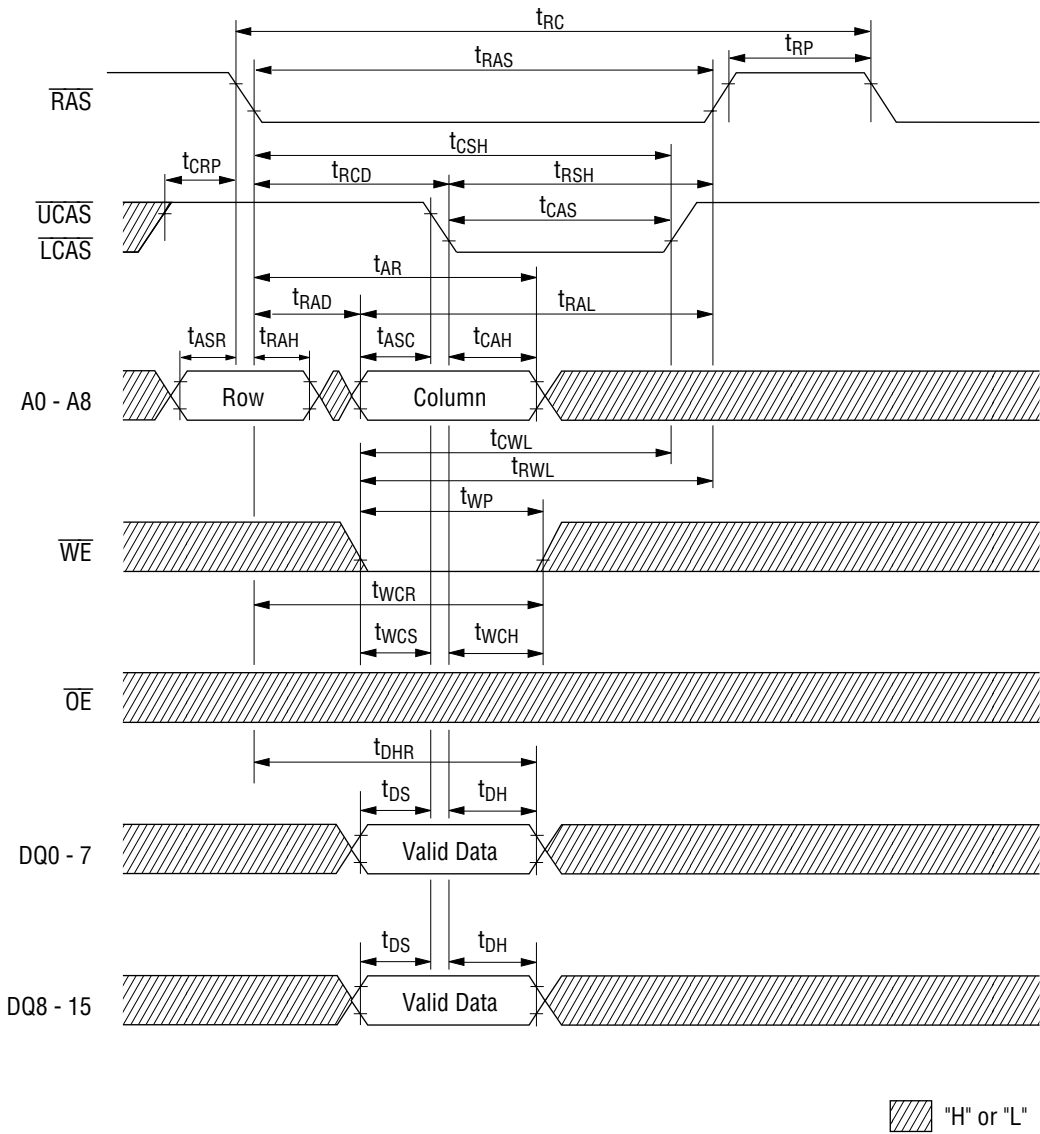 tRC
tRP
tRAS
RAS
tCSH
tCRP
tRCD
tRSH
UCAS
tCAS
LCAS
tAR
tRAD
tRAL
tASR
tRAH
tASC
tCAH
A0 - A8
Row
Column
tCWL
tRWL
tWP
WE
tWCR
tWCS
tWCH
OE
tDHR
tDS
tDH
DQ0 - 7
Valid Data
tDS
tDH
DQ8 - 15
Valid Data
"H" or "L"